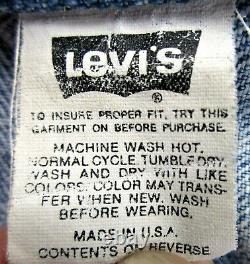 LEVI'S
®
TO INSURE PROPER FIT, TRY THIS
GARMENT ON BEFORE PURCHASE.
MACHINE WASH HOT,
NORMAL CYCLE. TUMBLE DRY.
WASH AND DRY WITH LIKE
COLORS. COLOR MAY TRANS-
FER WHEN NEW. WASH
BEFORE WEARING.
MADE IN U.S.A.
CONTENTS ON REVERSE